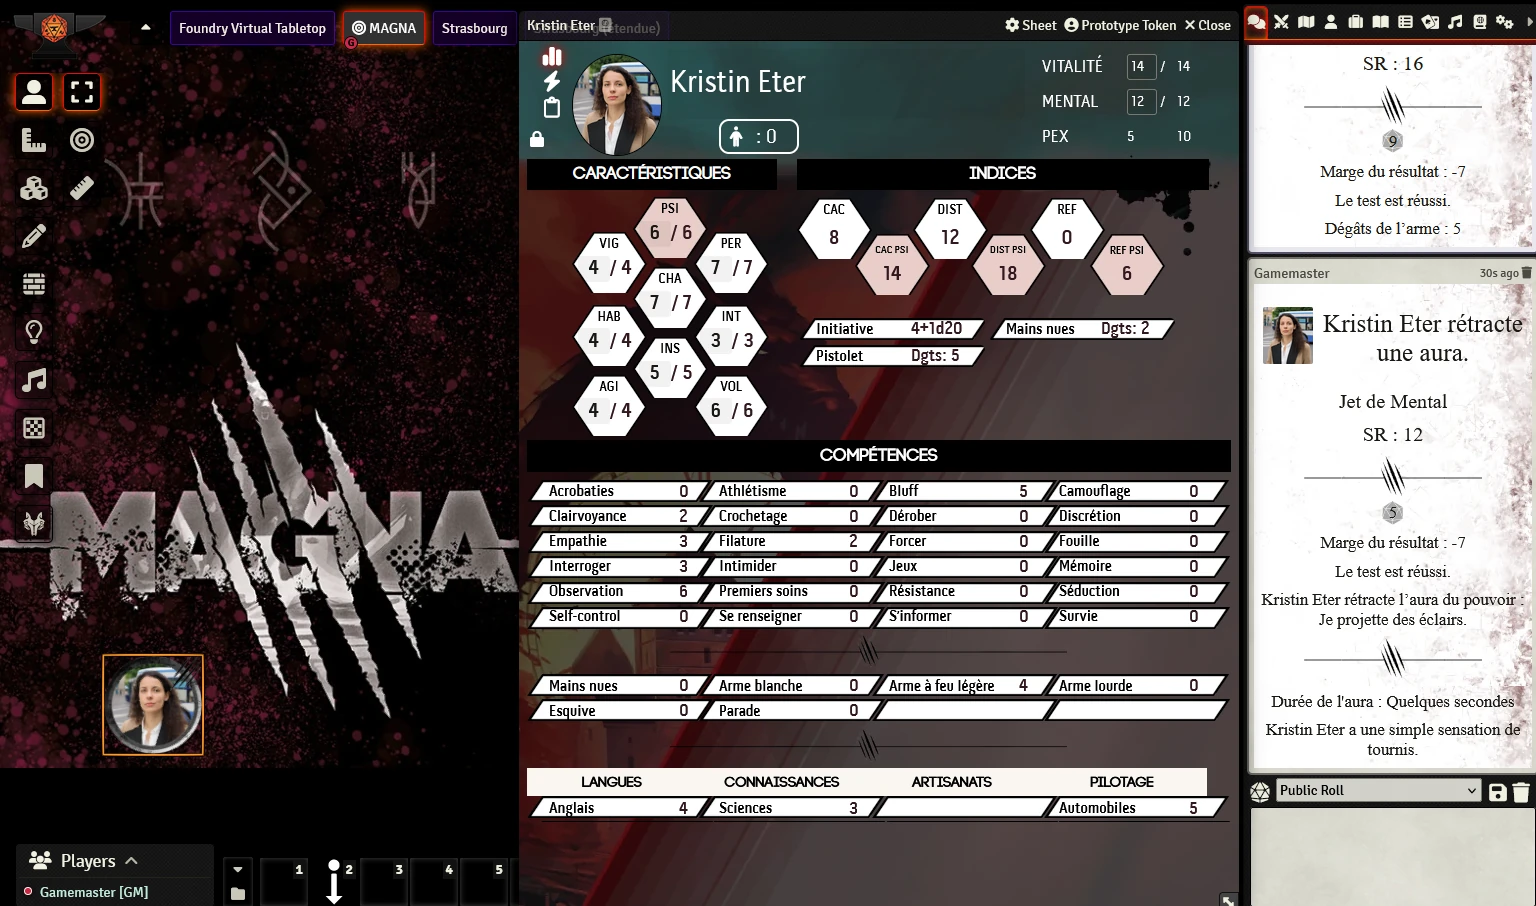 Foundry Virtual Tabletop
MAGNA
G
Strasbourg
Strasbourg (étendue)
Kristin Eter
Sheet
Prototype Token
Close
Kristin Eter
: 0
VITALITÉ 14 / 14
MENTAL 12 / 12
PEX 5 10
CARACTÉRISTIQUES
PSI
6 / 6
VIG
4 / 4
PER
7 / 7
CHA
7 / 7
HAB
4 / 4
INT
3 / 3
INS
5 / 5
AGI
4 / 4
VOL
6 / 6
INDICES
CAC
8
DIST
12
REF
0
CAC PSI
14
DIST PSI
18
REF PSI
6
Initiative 4+1d20
Mains nues Dgts: 2
Pistolet Dgts: 5
COMPÉTENCES
Acrobaties 0 Athlétisme 0 Bluff 5 Camouflage 0
Clairvoyance 2 Crochetage 0 Dérober 0 Discrétion 0
Empathie 3 Filature 2 Forcer 0 Fouille 0
Interroger 3 Intimider 0 Jeux 0 Mémoire 0
Observation 6 Premiers soins 0 Résistance 0 Séduction 0
Self-control 0 Se renseigner 0 S'informer 0 Survie 0
Mains nues 0 Arme blanche 0 Arme à feu légère 4 Arme lourde 0
Esquive 0 Parade 0
LANGUES CONNAISSANCES ARTISANATS PILOTAGE
Anglais 4 Sciences 3 Automobiles 5
MAGNA
Players
Gamemaster [GM]
1 2 3 4 5
SR : 16
9
Marge du résultat : -7
Le test est réussi.
Dégâts de l’arme : 5
Gamemaster 30s ago
Kristin Eter rétracte
une aura.
Jet de Mental
SR : 12
5
Marge du résultat : -7
Le test est réussi.
Kristin Eter rétracte l’aura du pouvoir :
Je projette des éclairs.
Durée de l'aura : Quelques secondes
Kristin Eter a une simple sensation de
tournis.
Public Roll